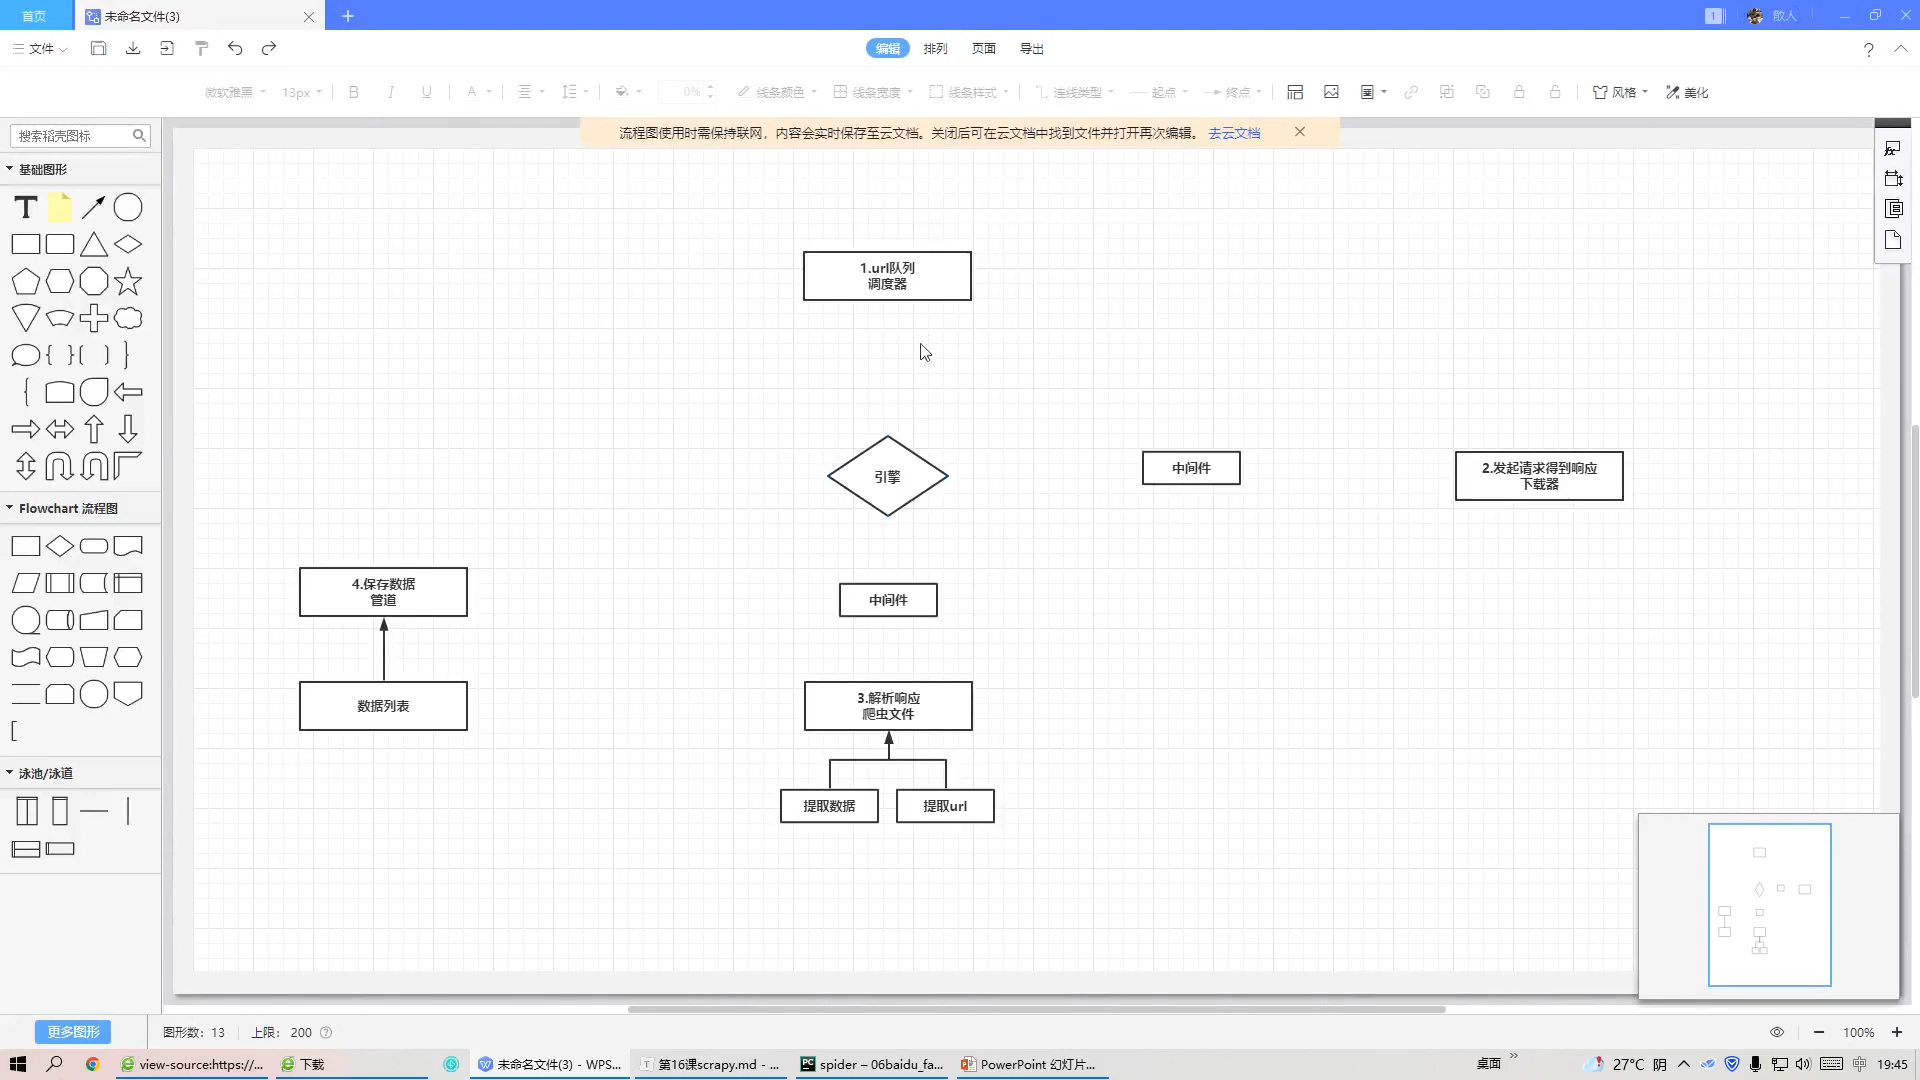 首页
未命名文件(3)
1
散人
文件
编辑
排列
页面
导出
微软雅黑
13px
B
I
U
A
0%
线条颜色
线条宽度
线条样式
连线类型
起点
终点
风格
美化
搜索稻壳图标
流程图使用时需保持联网，内容会实时保存至云文档。关闭后可在云文档中找到文件并打开再次编辑。 去云文档
基础图形
T
1.url队列
调度器
引擎
中间件
2.发起请求得到响应
下载器
Flowchart 流程图
4.保存数据
管道
中间件
数据列表
3.解析响应
爬虫文件
提取数据
提取url
泳池/泳道
更多图形
图形数：13
上限： 200
100%
view-source:https://...
下载
未命名文件(3) - WPS...
第16课scrapy.md - ...
spider – 06baidu_fa...
PowerPoint 幻灯片...
桌面
27°C 阴
中
19:45